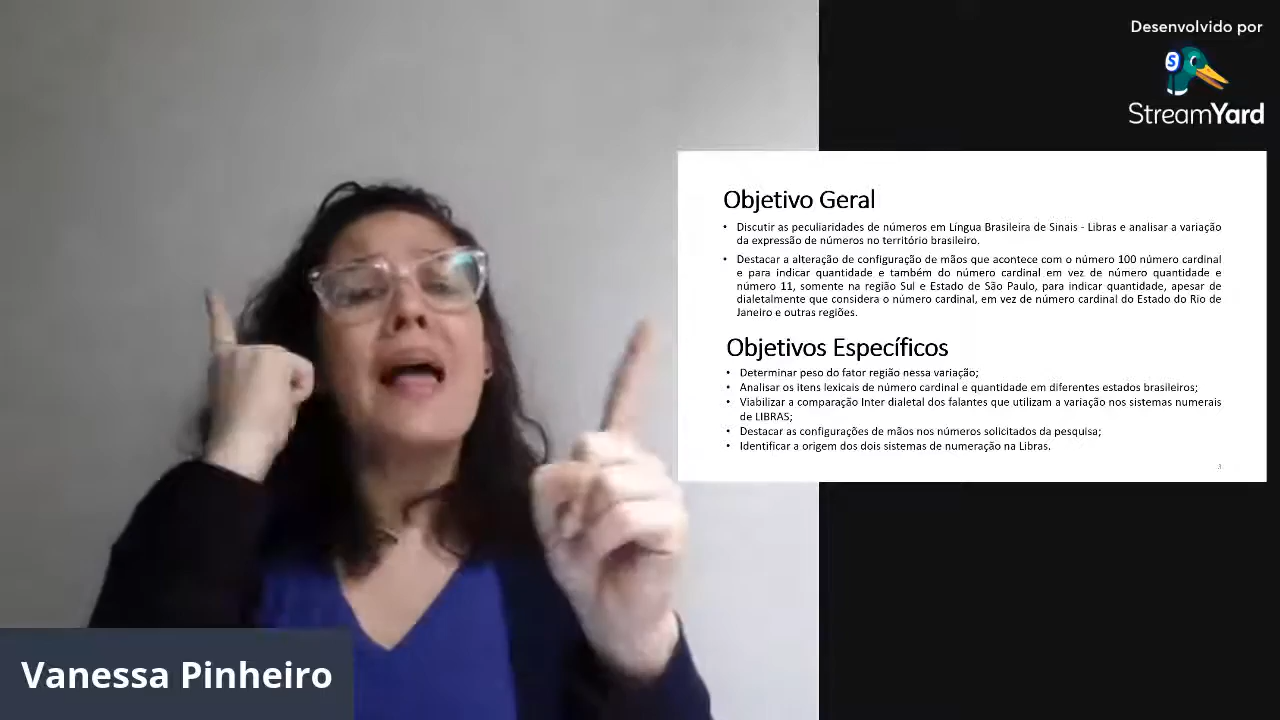 Desenvolvido por
StreamYard
Objetivo Geral
• Discutir as peculiaridades de números em Língua Brasileira de Sinais - Libras e analisar a variação
da expressão de números no território brasileiro.
• Destacar a alteração de configuração de mãos que acontece com o número 100 número cardinal
e para indicar quantidade e também do número cardinal em vez de número quantidade e
número 11, somente na região Sul e Estado de São Paulo, para indicar quantidade, apesar de
dialetalmente que considera o número cardinal, em vez de número cardinal do Estado do Rio de
Janeiro e outras regiões.
Objetivos Específicos
• Determinar peso do fator região nessa variação;
• Analisar os itens lexicais de número cardinal e quantidade em diferentes estados brasileiros;
• Viabilizar a comparação Inter dialetal dos falantes que utilizam a variação nos sistemas numerais
de LIBRAS;
• Destacar as configurações de mãos nos números solicitados da pesquisa;
• Identificar a origem dos dois sistemas de numeração na Libras.
3
Vanessa Pinheiro